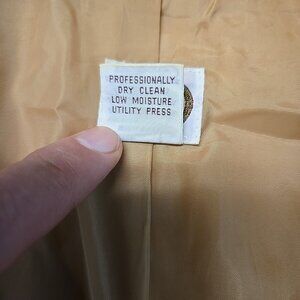 PROFESSIONALLY
DRY CLEAN
LOW MOISTURE
UTILITY PRESS